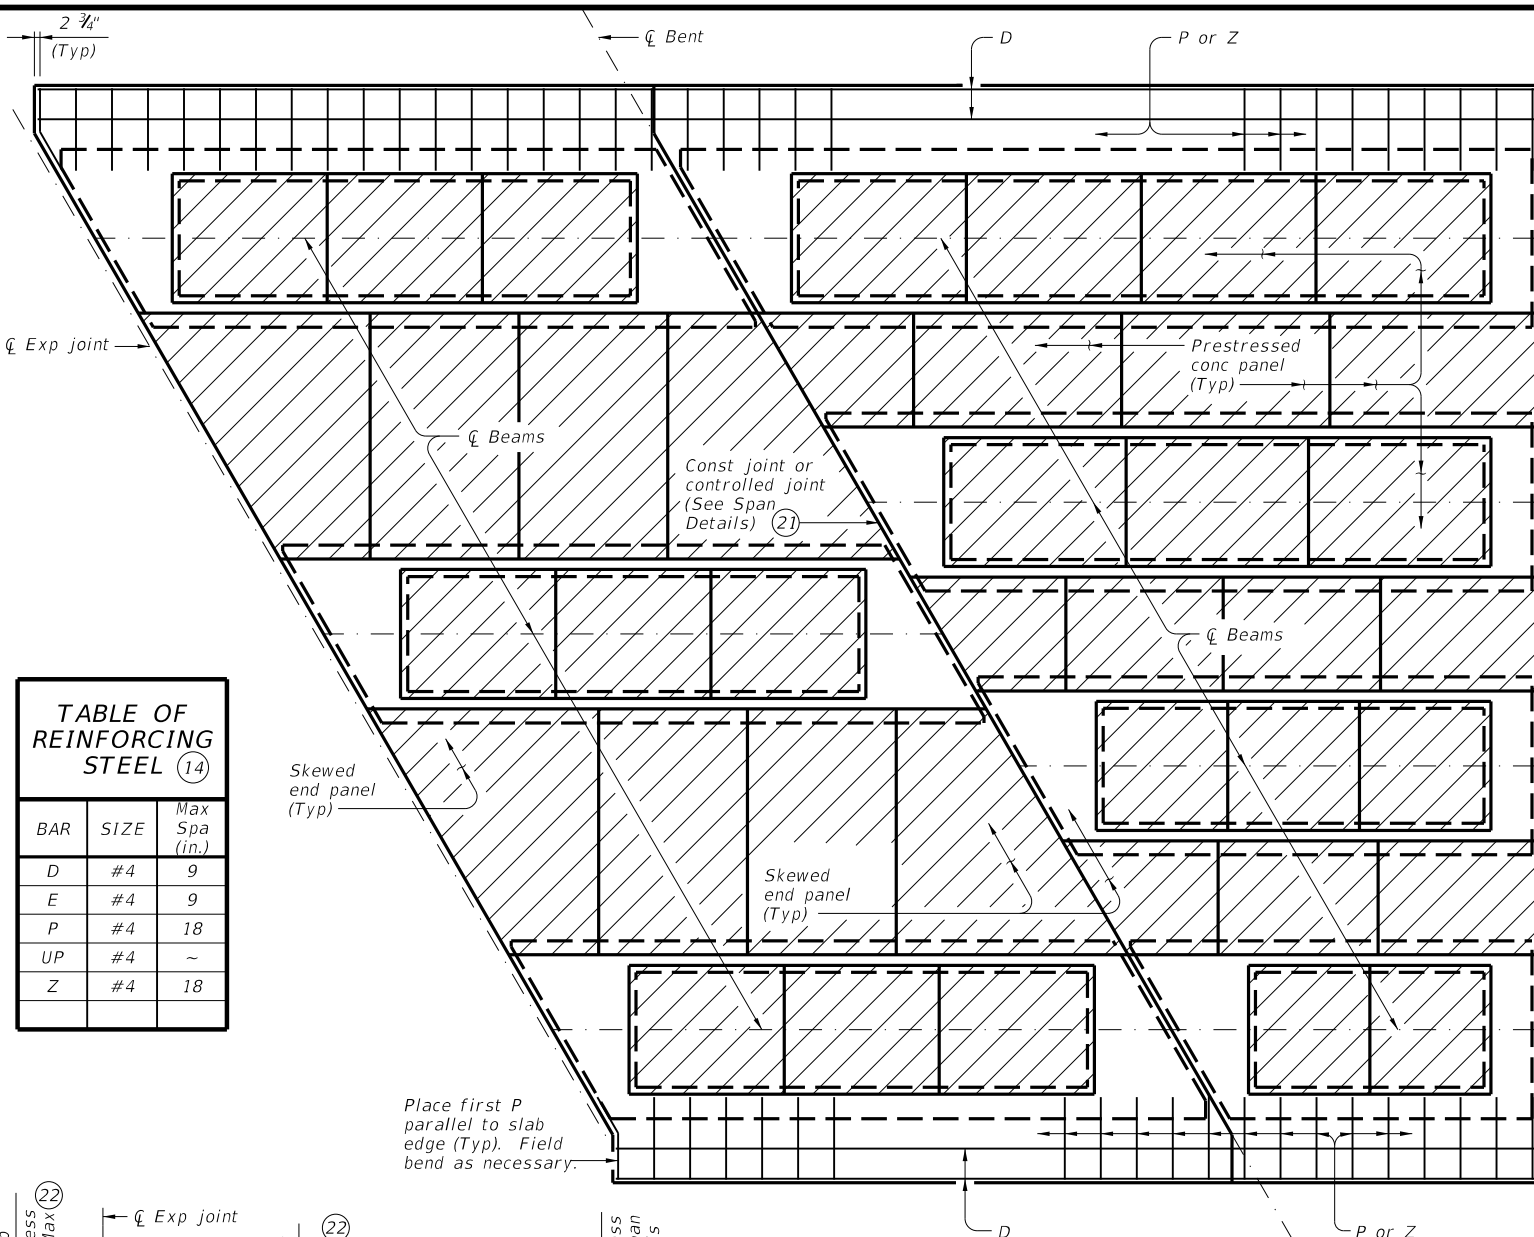 2 ¾"
(Typ)
℄ Bent
D
P or Z
℄ Exp joint
Prestressed
conc panel
(Typ)
℄ Beams
Const joint or
controlled joint
(See Span
Details) 21
℄ Beams
TABLE OF
REINFORCING
STEEL 14
BAR SIZE Max Spa (in.)
D #4 9
E #4 9
P #4 18
UP #4 ~
Z #4 18
Skewed
end panel
(Typ)
Skewed
end panel
(Typ)
Place first P
parallel to slab
edge (Typ). Field
bend as necessary.
22
℄ Exp joint
22
D
P or Z